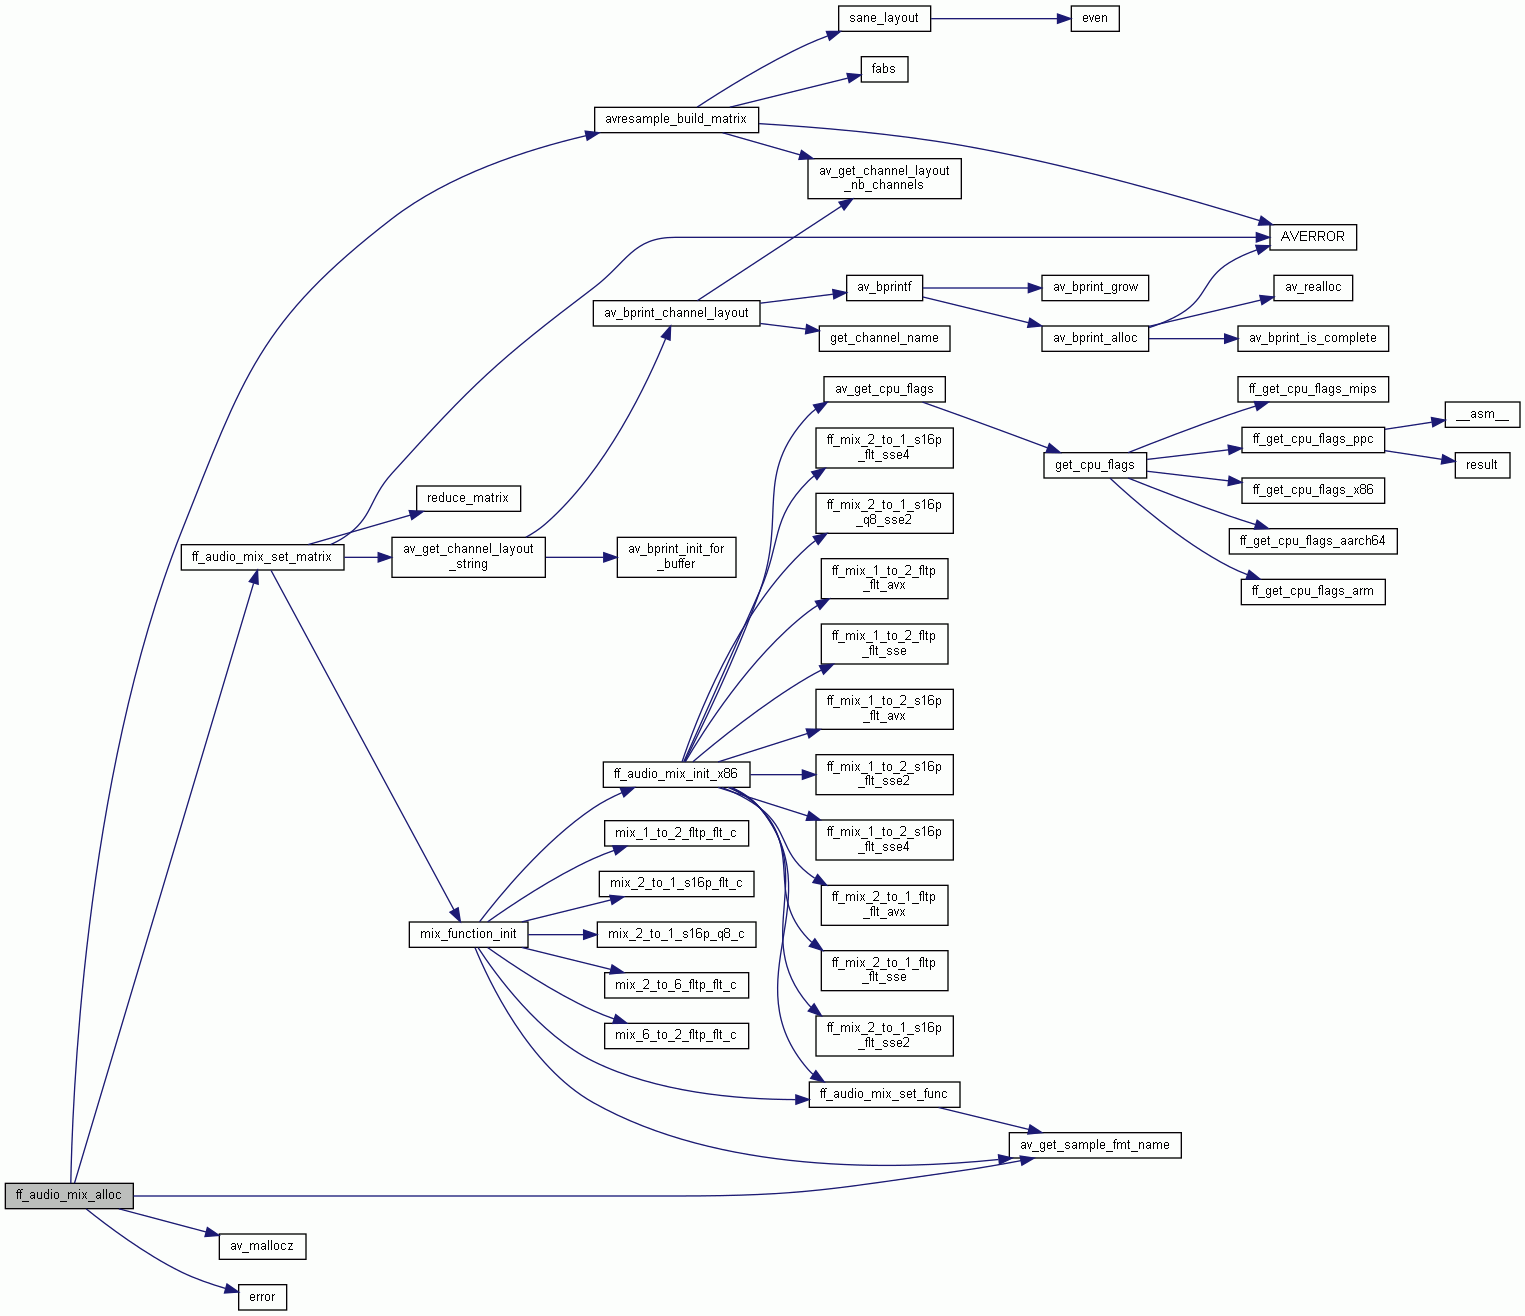 sane_layout
even
fabs
avresample_build_matrix
av_get_channel_layout
_nb_channels
AVERROR
av_bprintf
av_bprint_grow
av_realloc
av_bprint_channel_layout
get_channel_name
av_bprint_alloc
av_bprint_is_complete
av_get_cpu_flags
ff_get_cpu_flags_mips
__asm__
ff_mix_2_to_1_s16p
_flt_sse4
get_cpu_flags
ff_get_cpu_flags_ppc
result
reduce_matrix
ff_mix_2_to_1_s16p
_q8_sse2
ff_get_cpu_flags_x86
ff_audio_mix_set_matrix
av_get_channel_layout
_string
av_bprint_init_for
_buffer
ff_get_cpu_flags_aarch64
ff_mix_1_to_2_fltp
_flt_avx
ff_get_cpu_flags_arm
ff_mix_1_to_2_fltp
_flt_sse
ff_mix_1_to_2_s16p
_flt_avx
ff_audio_mix_init_x86
ff_mix_1_to_2_s16p
_flt_sse2
mix_1_to_2_fltp_flt_c
ff_mix_1_to_2_s16p
_flt_sse4
mix_2_to_1_s16p_flt_c
ff_mix_2_to_1_fltp
_flt_avx
mix_function_init
mix_2_to_1_s16p_q8_c
ff_mix_2_to_1_fltp
_flt_sse
mix_2_to_6_fltp_flt_c
mix_6_to_2_fltp_flt_c
ff_mix_2_to_1_s16p
_flt_sse2
ff_audio_mix_set_func
av_get_sample_fmt_name
ff_audio_mix_alloc
av_mallocz
error